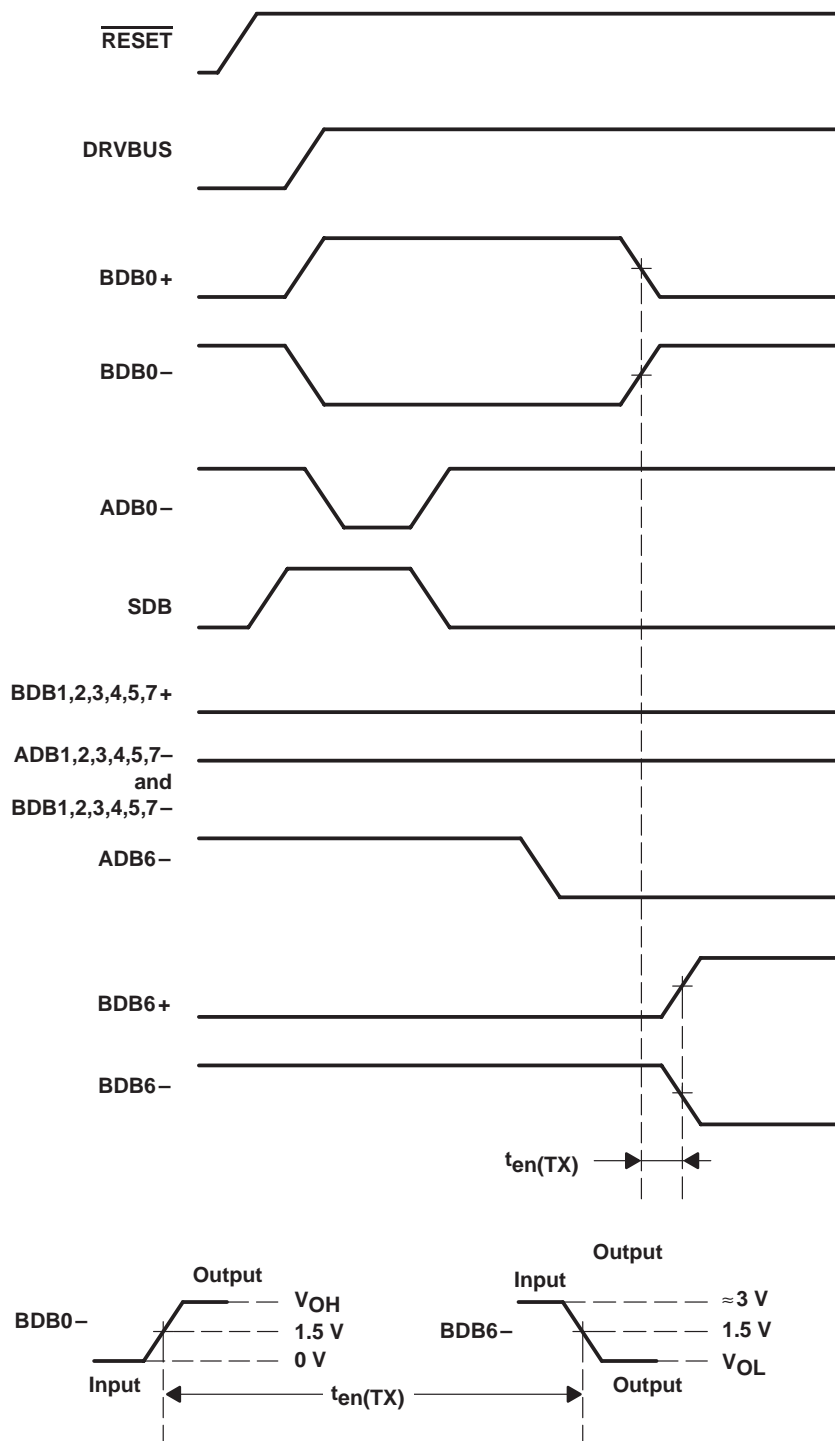 RESET
DRVBUS
BDB0+
BDB0–
ADB0–
SDB
BDB1,2,3,4,5,7+
ADB1,2,3,4,5,7–
and
BDB1,2,3,4,5,7–
ADB6–
BDB6+
BDB6–
ten(TX)
Output
Output
Input
BDB0–
VOH
1.5 V
0 V
Input
BDB6–
≈3 V
1.5 V
VOL
Output
ten(TX)